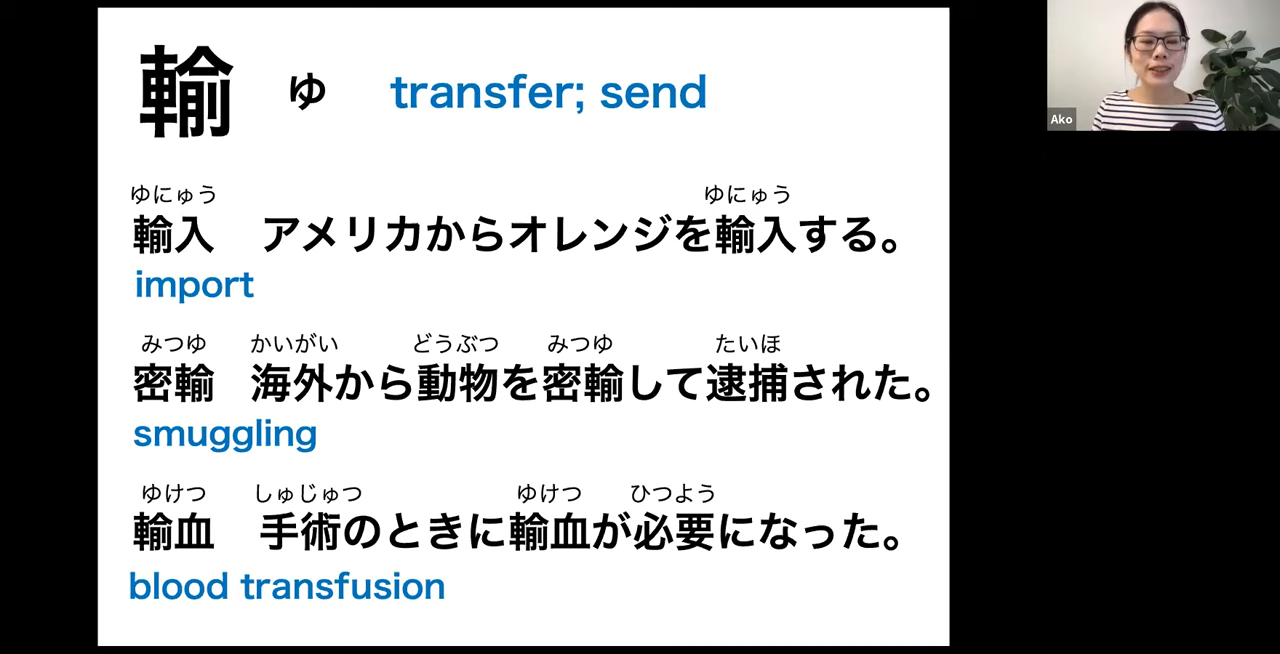 輸 ゆ transfer; send
ゆにゅう ゆにゅう
輸入 アメリカからオレンジを輸入する。
import
みつゆ かいがい どうぶつ みつゆ たいほ
密輸 海外から動物を密輸して逮捕された。
smuggling
ゆけつ しゅじゅつ ゆけつ ひつよう
輸血 手術のときに輸血が必要になった。
blood transfusion
Ako